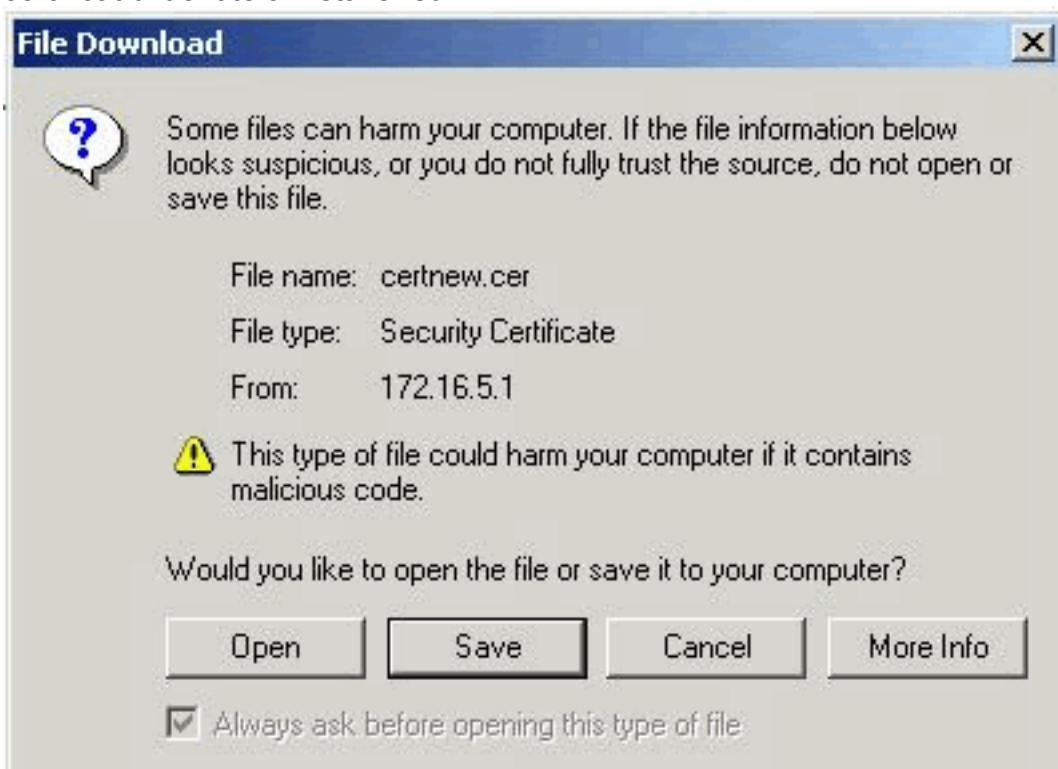 File Download
Some files can harm your computer. If the file information below
looks suspicious, or you do not fully trust the source, do not open or
save this file.
File name: certnew.cer
File type: Security Certificate
From: 172.16.5.1
This type of file could harm your computer if it contains
malicious code.
Would you like to open the file or save it to your computer?
Open Save Cancel More Info
Always ask before opening this type of file